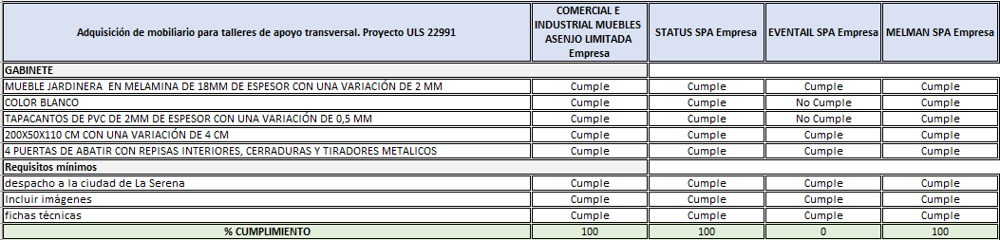 Adquisición de mobiliario para talleres de apoyo transversal. Proyecto ULS 22991 COMERCIAL E INDUSTRIAL MUEBLES ASENJO LIMITADA Empresa STATUS SPA Empresa EVENTAIL SPA Empresa MELMAN SPA Empresa
GABINETE
MUEBLE JARDINERA EN MELAMINA DE 18MM DE ESPESOR CON UNA VARIACIÓN DE 2 MM Cumple Cumple Cumple Cumple
COLOR BLANCO Cumple Cumple No Cumple Cumple
TAPACANTOS DE PVC DE 2MM DE ESPESOR CON UNA VARIACIÓN DE 0,5 MM Cumple Cumple No Cumple Cumple
200X50X110 CM CON UNA VARIACIÓN DE 4 CM Cumple Cumple Cumple Cumple
4 PUERTAS DE ABATIR CON REPISAS INTERIORES, CERRADURAS Y TIRADORES METALICOS Cumple Cumple Cumple Cumple
Requisitos mínimos
despacho a la ciudad de La Serena Cumple Cumple Cumple Cumple
Incluir imágenes Cumple Cumple Cumple Cumple
fichas técnicas Cumple Cumple Cumple Cumple
% CUMPLIMIENTO 100 100 0 100